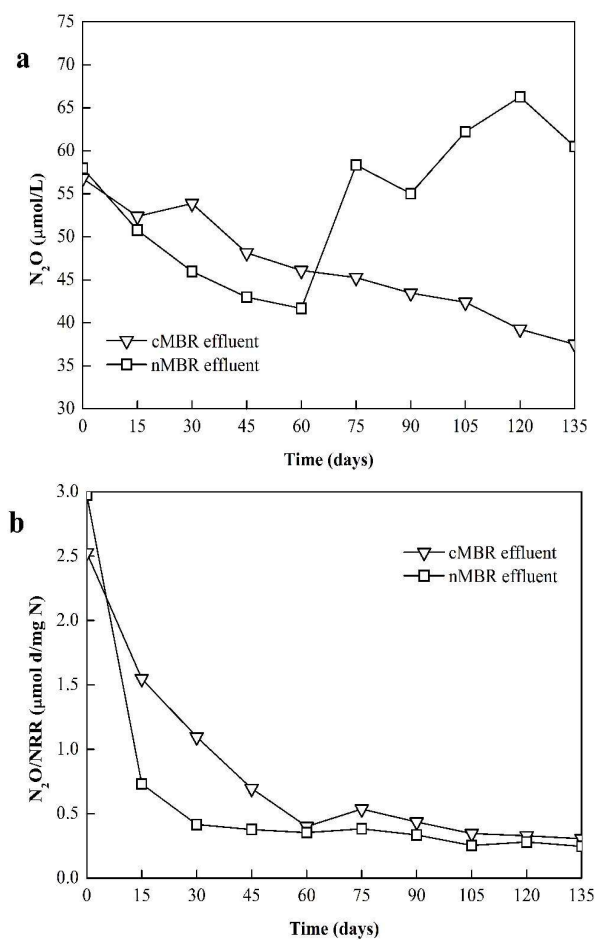 a
75
70
65
60
55
50
45
40
35
30
N₂O (µmol/L)
cMBR effluent
nMBR effluent
0 15 30 45 60 75 90 105 120 135
Time (days)
b
3.0
2.5
2.0
1.5
1.0
0.5
0.0
N₂O/NRR (µmol d/mg N)
cMBR effluent
nMBR effluent
0 15 30 45 60 75 90 105 120 135
Time (days)